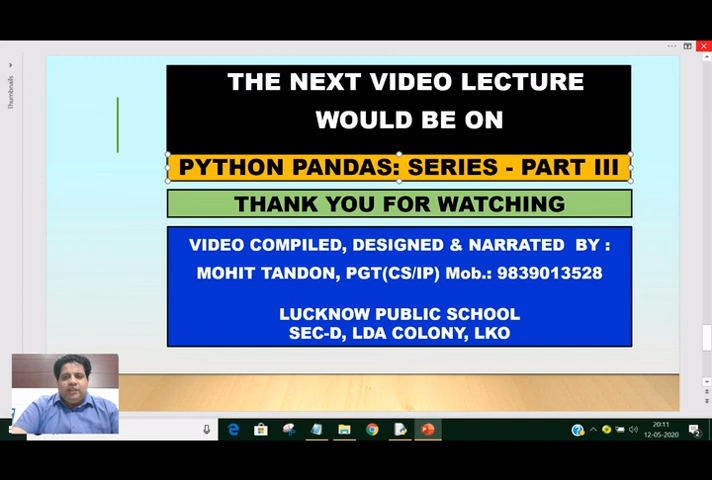 Thumbnails
THE NEXT VIDEO LECTURE
WOULD BE ON
PYTHON PANDAS: SERIES - PART III
THANK YOU FOR WATCHING
VIDEO COMPILED, DESIGNED & NARRATED BY :
MOHIT TANDON, PGT(CS/IP) Mob.: 9839013528
LUCKNOW PUBLIC SCHOOL
SEC-D, LDA COLONY, LKO
20:11
12-05-2020